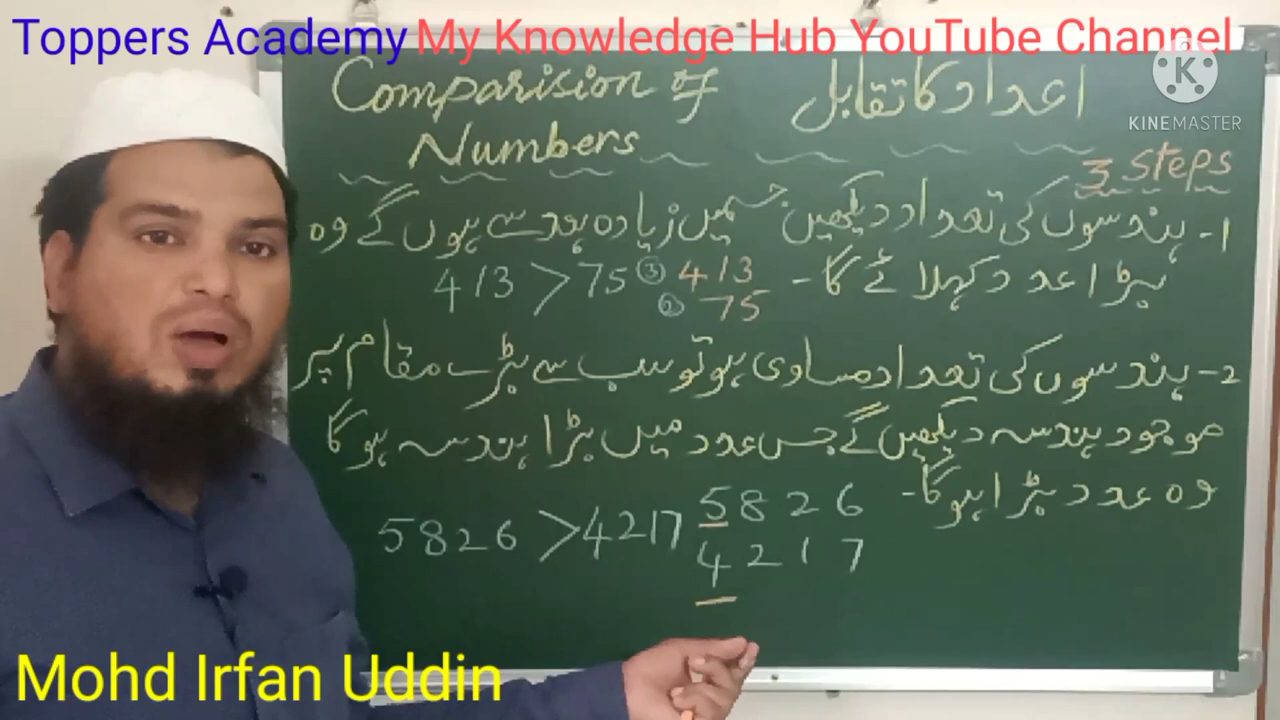 Toppers Academy My Knowledge Hub YouTube Channel
KINEMASTER
Comparision of اعداد کا تقابل
Numbers
3 steps
1- ہندسوں کی تعداد دیکھیں جس میں زیادہ ہندسے ہوں گے وہ
بڑا عدد کہلائے گا-
413 > 75 ③ 413
② 75
2- ہندسوں کی تعداد مساوی ہو تو سب سے بڑے مقام پر
موجود ہندسہ دیکھیں گے جس عدد میں بڑا ہندسہ ہوگا
وہ عدد بڑا ہوگا-
5826 > 4217 5826
4217
Mohd Irfan Uddin